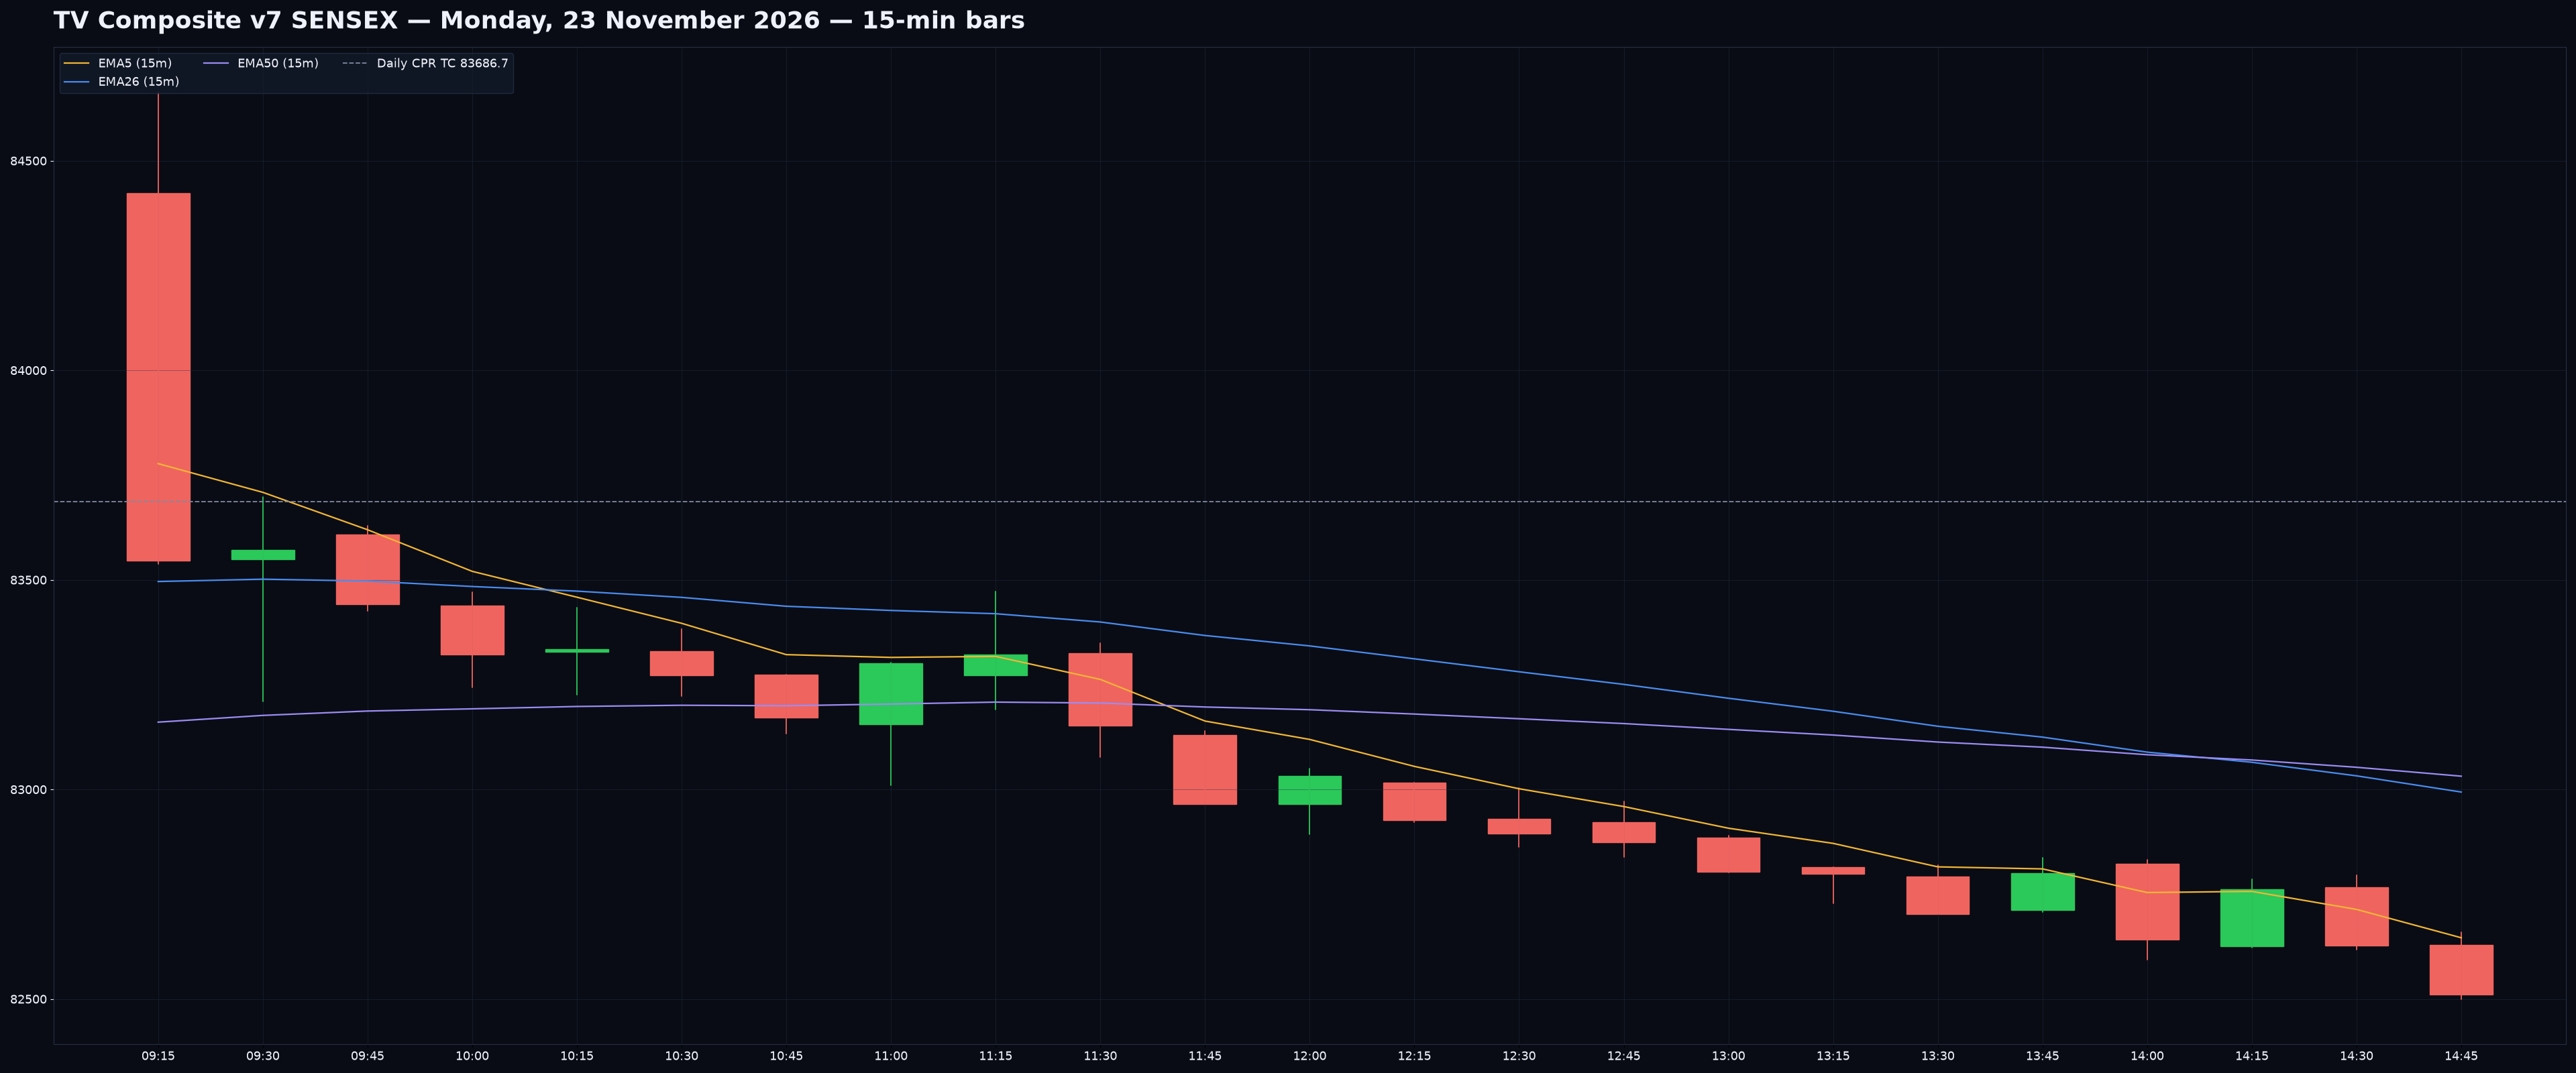 TV Composite v7 SENSEX — Monday, 23 November 2026 — 15-min bars
EMA5 (15m) EMA50 (15m) Daily CPR TC 83686.7
EMA26 (15m)
84500
84000
83500
83000
82500
09:15 09:30 09:45 10:00 10:15 10:30 10:45 11:00 11:15 11:30 11:45 12:00 12:15 12:30 12:45 13:00 13:15 13:30 13:45 14:00 14:15 14:30 14:45